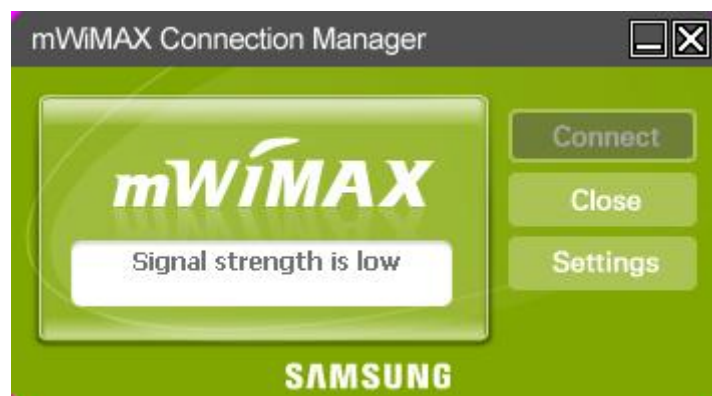 mWiMAX Connection Manager
mWiMAX
Signal strength is low
Connect
Close
Settings
SAMSUNG